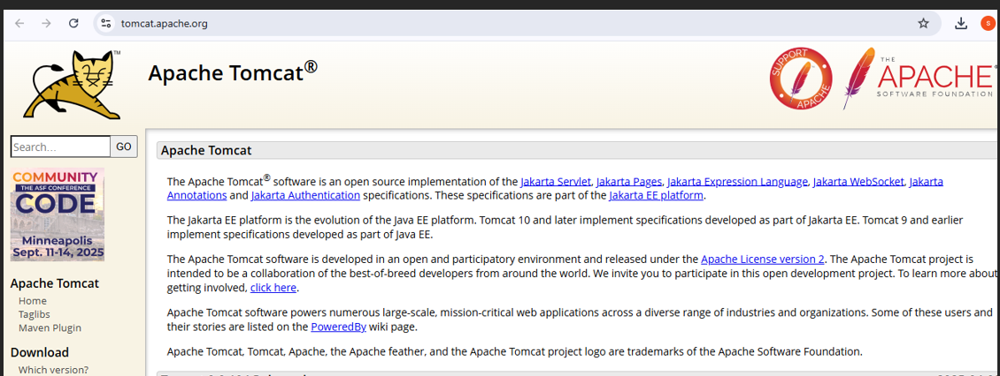 tomcat.apache.org
S
TM
Apache Tomcat®
SUPPORT
APACHE
THE
APACHE®
SOFTWARE FOUNDATION
Search...
GO
COMMUNITY
THE ASF CONFERENCE
CODE
Minneapolis
Sept. 11-14, 2025
Apache Tomcat
Home
Taglibs
Maven Plugin
Download
Which version?
Apache Tomcat
The Apache Tomcat® software is an open source implementation of the Jakarta Servlet, Jakarta Pages, Jakarta Expression Language, Jakarta WebSocket, Jakarta
Annotations and Jakarta Authentication specifications. These specifications are part of the Jakarta EE platform.
The Jakarta EE platform is the evolution of the Java EE platform. Tomcat 10 and later implement specifications developed as part of Jakarta EE. Tomcat 9 and earlier
implement specifications developed as part of Java EE.
The Apache Tomcat software is developed in an open and participatory environment and released under the Apache License version 2. The Apache Tomcat project is
intended to be a collaboration of the best-of-breed developers from around the world. We invite you to participate in this open development project. To learn more about
getting involved, click here.
Apache Tomcat software powers numerous large-scale, mission-critical web applications across a diverse range of industries and organizations. Some of these users and
their stories are listed on the PoweredBy wiki page.
Apache Tomcat, Tomcat, Apache, the Apache feather, and the Apache Tomcat project logo are trademarks of the Apache Software Foundation.